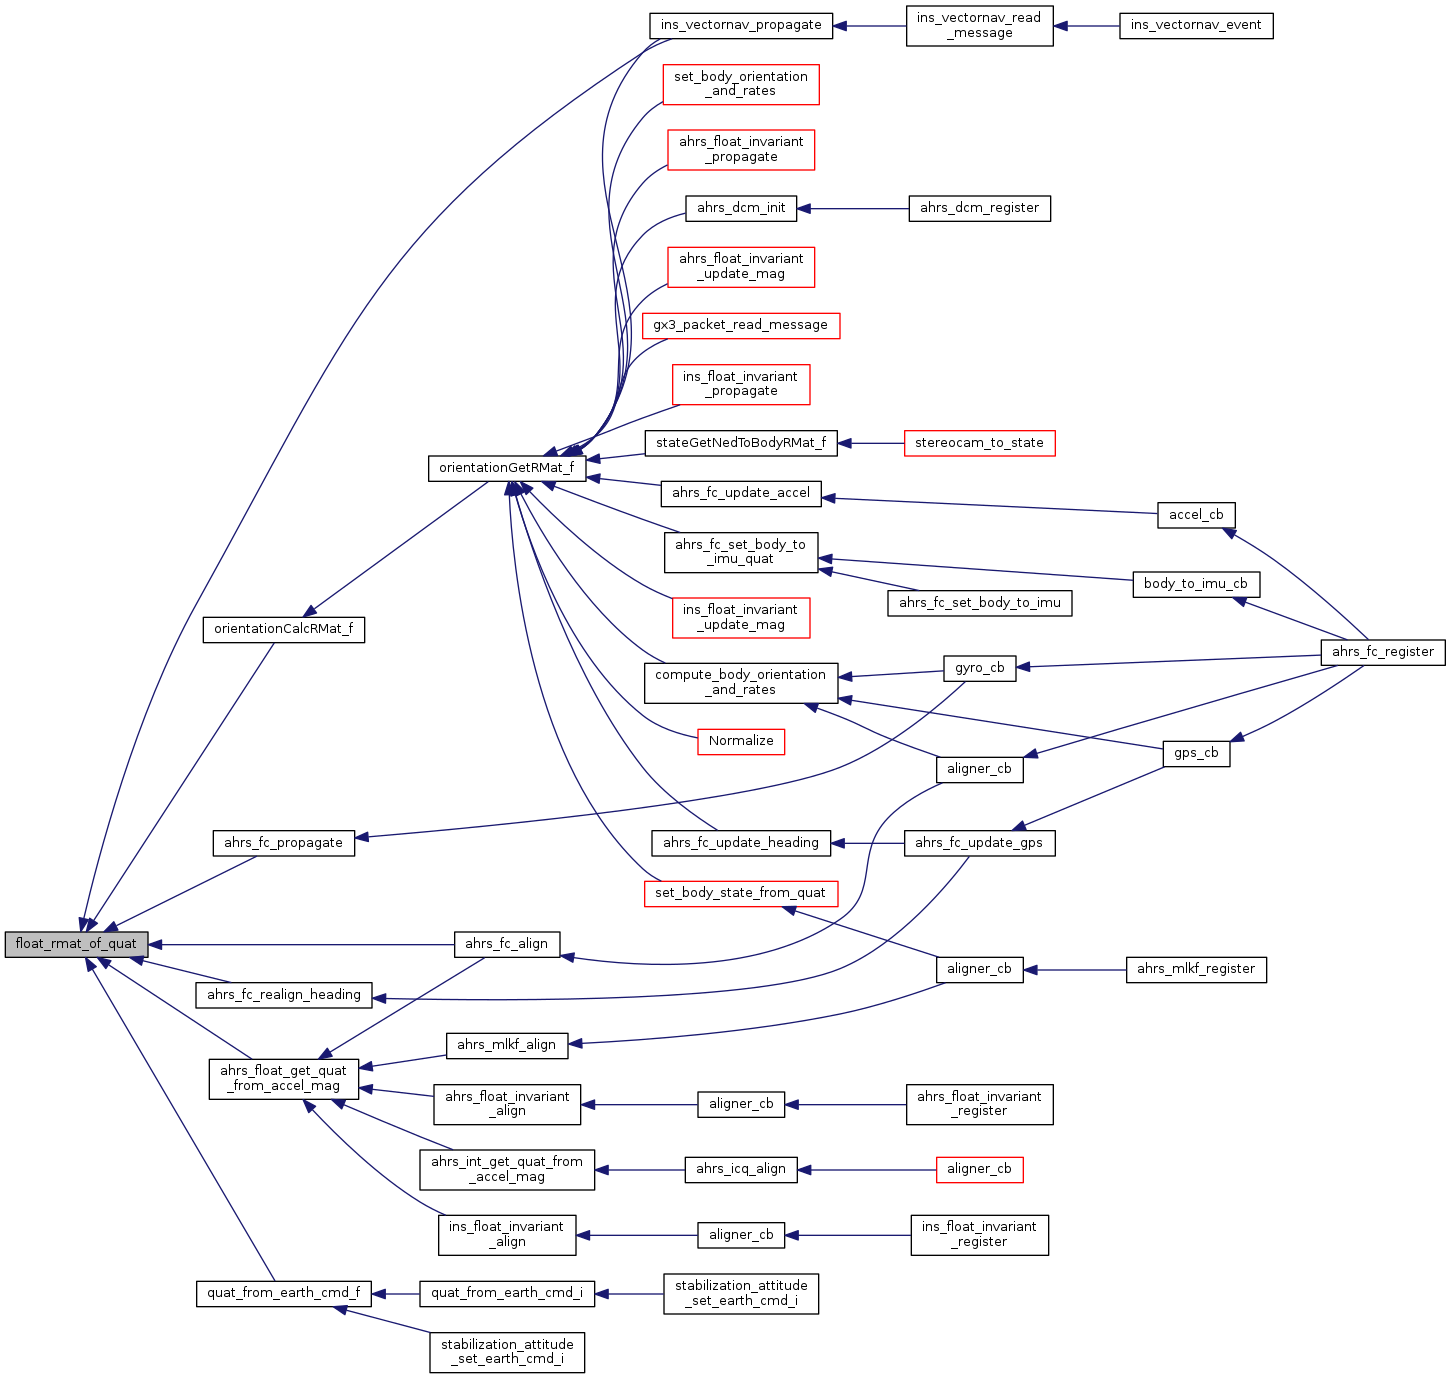 ins_vectornav_propagate
ins_vectornav_read
_message
ins_vectornav_event
set_body_orientation
_and_rates
ahrs_float_invariant
_propagate
ahrs_dcm_init
ahrs_dcm_register
ahrs_float_invariant
_update_mag
gx3_packet_read_message
ins_float_invariant
_propagate
stateGetNedToBodyRMat_f
stereocam_to_state
orientationGetRMat_f
ahrs_fc_update_accel
accel_cb
ahrs_fc_set_body_to
_imu_quat
body_to_imu_cb
ahrs_fc_set_body_to_imu
ins_float_invariant
_update_mag
orientationCalcRMat_f
ahrs_fc_register
compute_body_orientation
_and_rates
gyro_cb
Normalize
gps_cb
aligner_cb
ahrs_fc_propagate
ahrs_fc_update_heading
ahrs_fc_update_gps
set_body_state_from_quat
float_rmat_of_quat
ahrs_fc_align
aligner_cb
ahrs_mlkf_register
ahrs_fc_realign_heading
ahrs_mlkf_align
ahrs_float_get_quat
_from_accel_mag
ahrs_float_invariant
_align
aligner_cb
ahrs_float_invariant
_register
ahrs_int_get_quat_from
_accel_mag
ahrs_icq_align
aligner_cb
ins_float_invariant
_align
aligner_cb
ins_float_invariant
_register
quat_from_earth_cmd_f
quat_from_earth_cmd_i
stabilization_attitude
_set_earth_cmd_i
stabilization_attitude
_set_earth_cmd_i